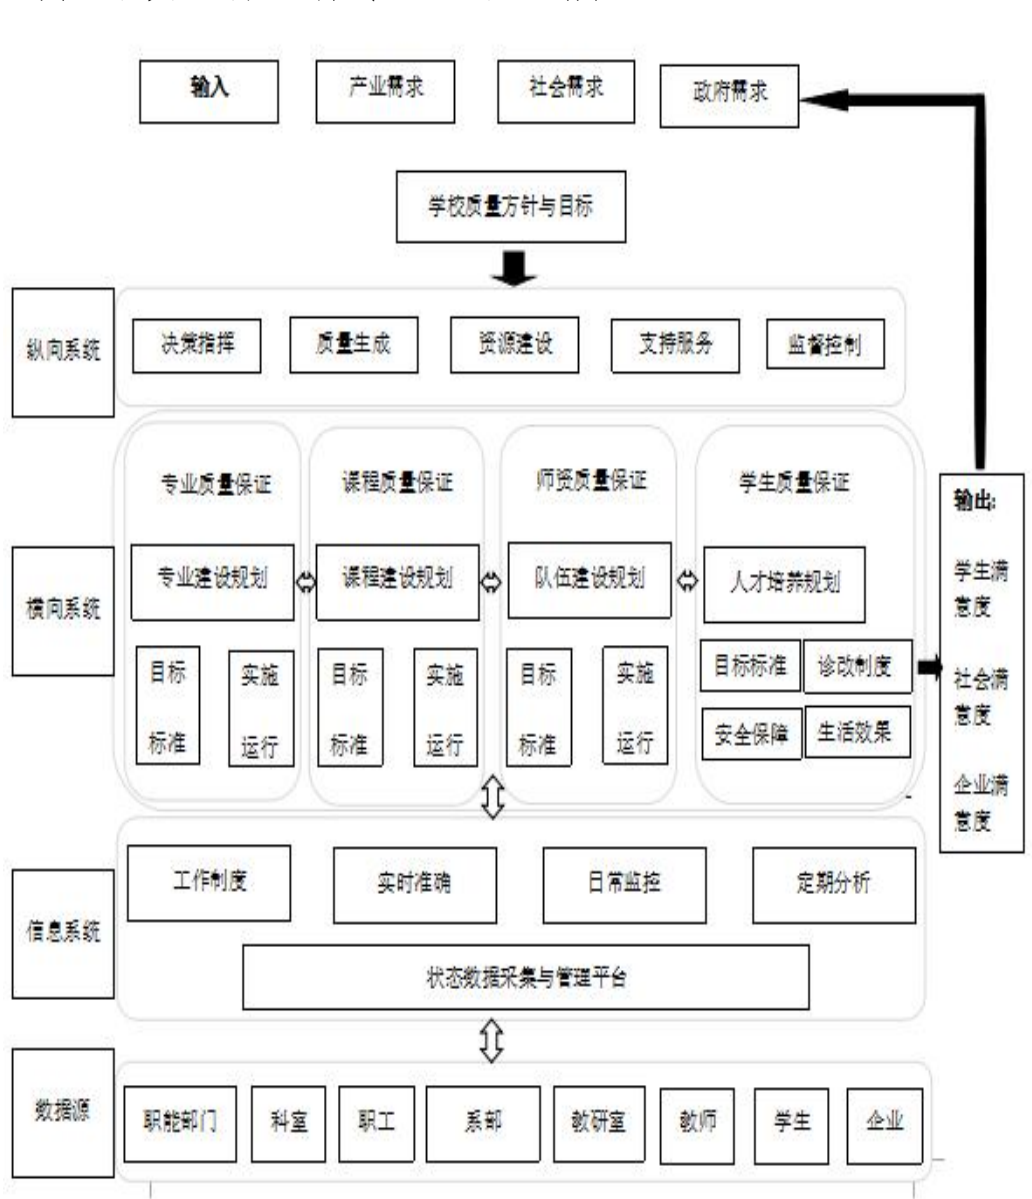 输入
产业需求
社会需求
政府需求
学校质量方针与目标
纵向系统
决策指挥
质量生成
资源建设
支持服务
监督控制
横向系统
专业质量保证
课程质量保证
师资质量保证
学生质量保证
专业建设规划
课程建设规划
队伍建设规划
人才培养规划
目标
标准
实施
运行
目标
标准
实施
运行
目标
标准
实施
运行
目标标准
诊改制度
安全保障
生活效果
输出:
学生满
意度
社会满
意度
企业满
意度
信息系统
工作制度
实时准确
日常监控
定期分析
状态数据采集与管理平台
数据源
职能部门
科室
职工
系部
教研室
教师
学生
企业